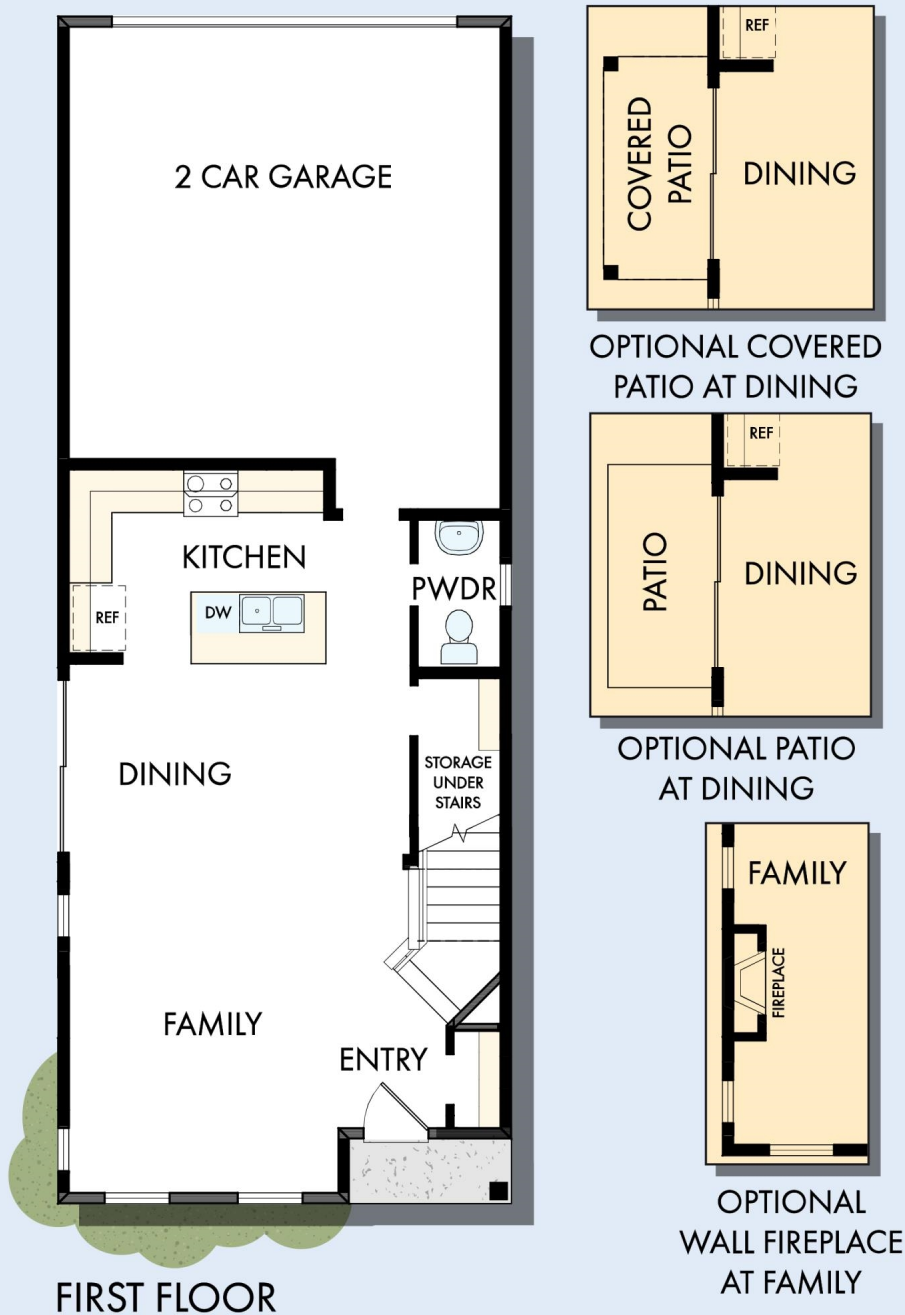 2 CAR GARAGE
KITCHEN
REF
DW
PWDR
DINING
STORAGE
UNDER
STAIRS
FAMILY
ENTRY
FIRST FLOOR
REF
COVERED
PATIO
DINING
OPTIONAL COVERED
PATIO AT DINING
REF
PATIO
DINING
OPTIONAL PATIO
AT DINING
FAMILY
FIREPLACE
OPTIONAL
WALL FIREPLACE
AT FAMILY